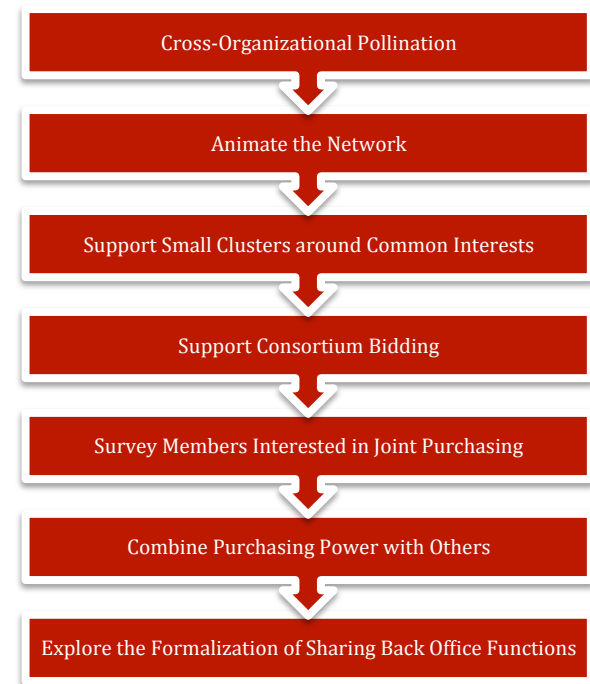 Cross-Organizational Pollination
Animate the Network
Support Small Clusters around Common Interests
Support Consortium Bidding
Survey Members Interested in Joint Purchasing
Combine Purchasing Power with Others
Explore the Formalization of Sharing Back Office Functions